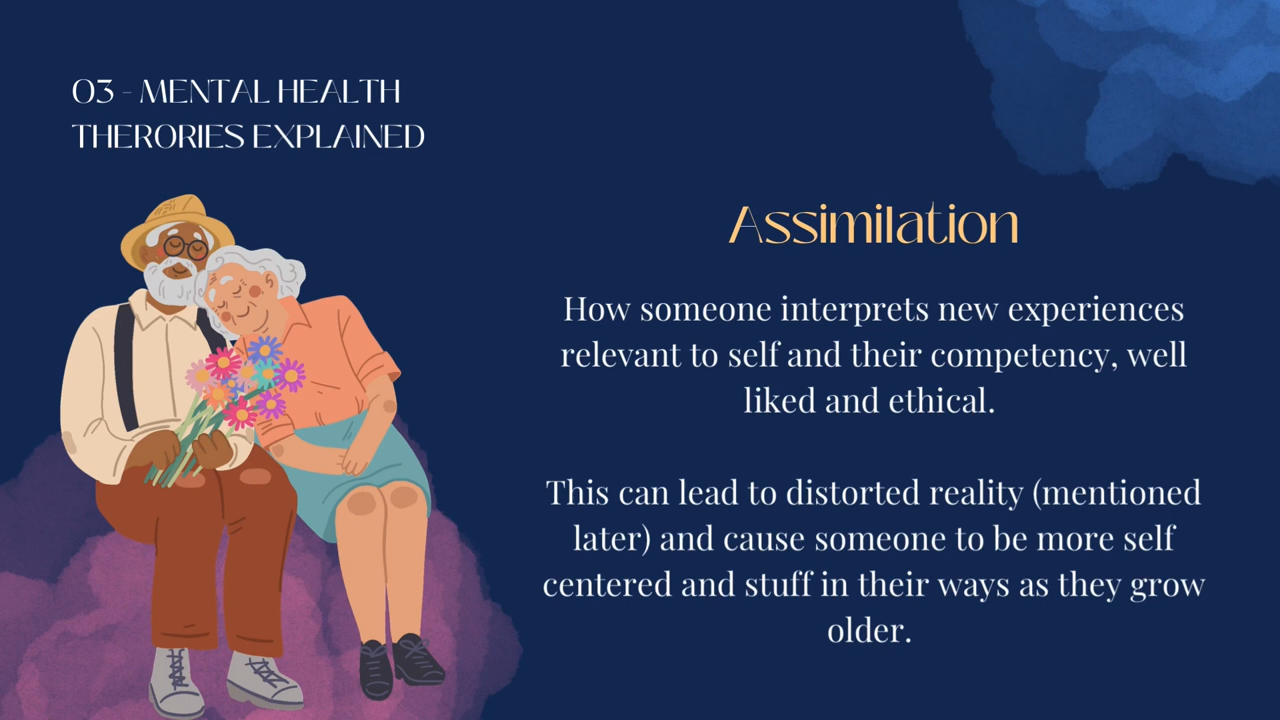 03 - MENTAL HEALTH
THERORIES EXPLAINED
Assimilation
How someone interprets new experiences
relevant to self and their competency, well
liked and ethical.
This can lead to distorted reality (mentioned
later) and cause someone to be more self
centered and stuff in their ways as they grow
older.